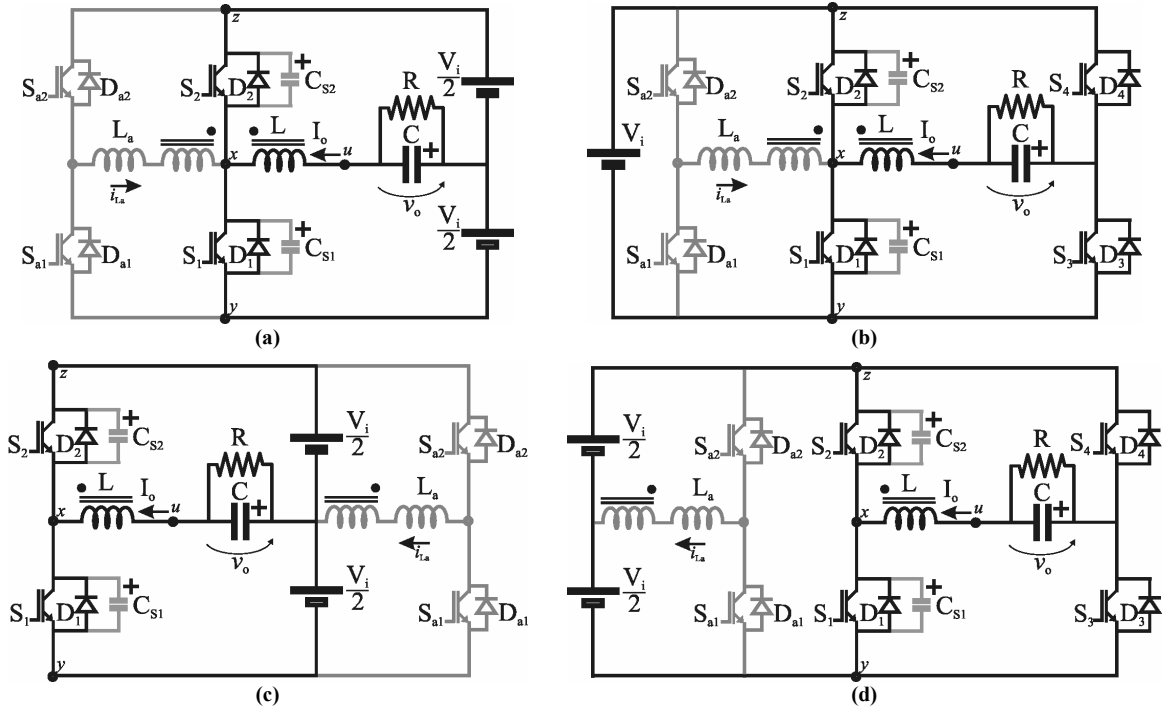 z
S_a2 D_a2 S_2 D_2 C_S2 + R V_i/2
L_a L I_o u C +
x
i_La v_o V_i/2
S_a1 D_a1 S_1 D_1 C_S1 +
y
(a)
z
S_a2 D_a2 S_2 D_2 C_S2 + S_4 D_4 R
V_i L_a L I_o u C +
x
i_La v_o
S_a1 D_a1 S_1 D_1 C_S1 + S_3 D_3
y
(b)
z
S_2 D_2 C_S2 + R V_i/2 S_a2 D_a2
L I_o u C + L_a
x
v_o V_i/2 i_La
S_1 D_1 C_S1 + S_a1 D_a1
y
(c)
z
V_i/2 S_a2 D_a2 S_2 D_2 C_S2 + S_4 D_4 R
L_a L I_o u C +
x
V_i/2 i_La v_o
S_a1 D_a1 S_1 D_1 C_S1 + S_3 D_3
y
(d)